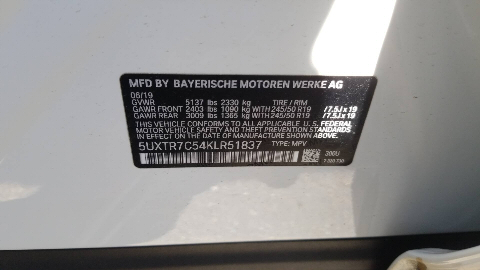 MFD BY BAYERISCHE MOTOREN WERKE AG
06/19
GVWR 5137 lbs 2330 kg TIRE / RIM
GAWR FRONT 2403 lbs 1090 kg WITH 245/50 R19 / 7.5J x 19
GAWR REAR 3009 lbs 1365 kg WITH 245/50 R19 / 7.5J x 19
THIS VEHICLE CONFORMS TO ALL APPLICABLE U.S. FEDERAL
MOTOR VEHICLE SAFETY, BUMPER, AND THEFT
PREVENTION STANDARDS IN EFFECT ON THE DATE
OF MANUFACTURE SHOWN ABOVE.
5UXTR7C54KLR51837 TYPE: MPV
300U